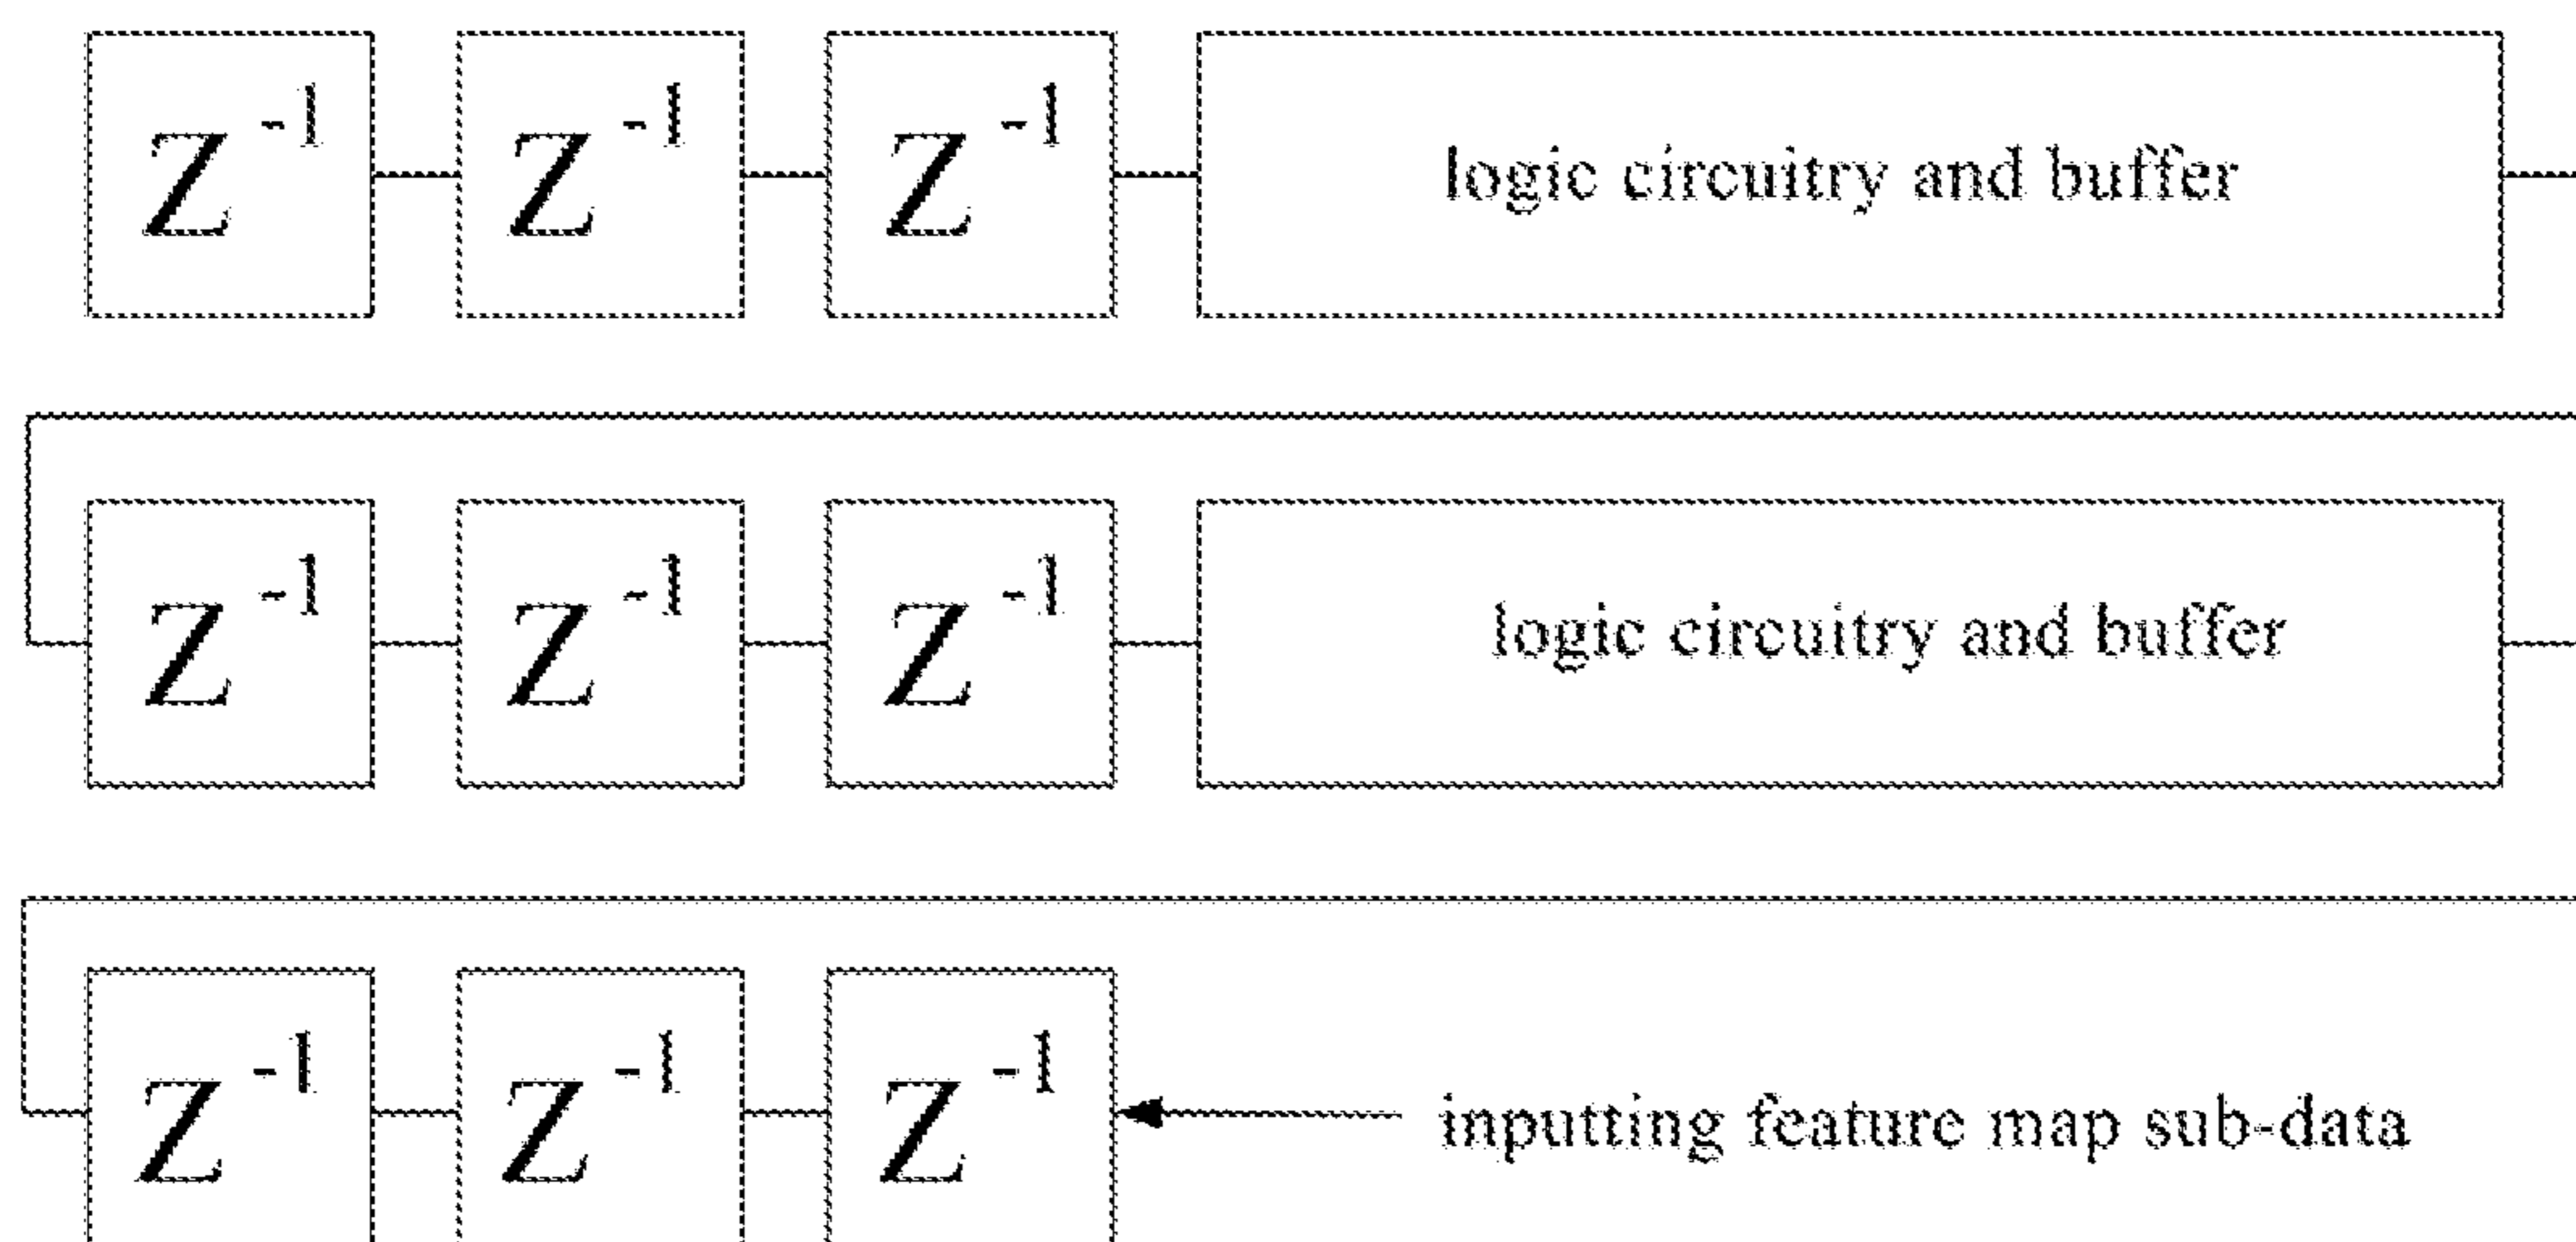 Z⁻¹ Z⁻¹ Z⁻¹ logic circuitry and buffer
Z⁻¹ Z⁻¹ Z⁻¹ logic circuitry and buffer
Z⁻¹ Z⁻¹ Z⁻¹ inputting feature map sub-data